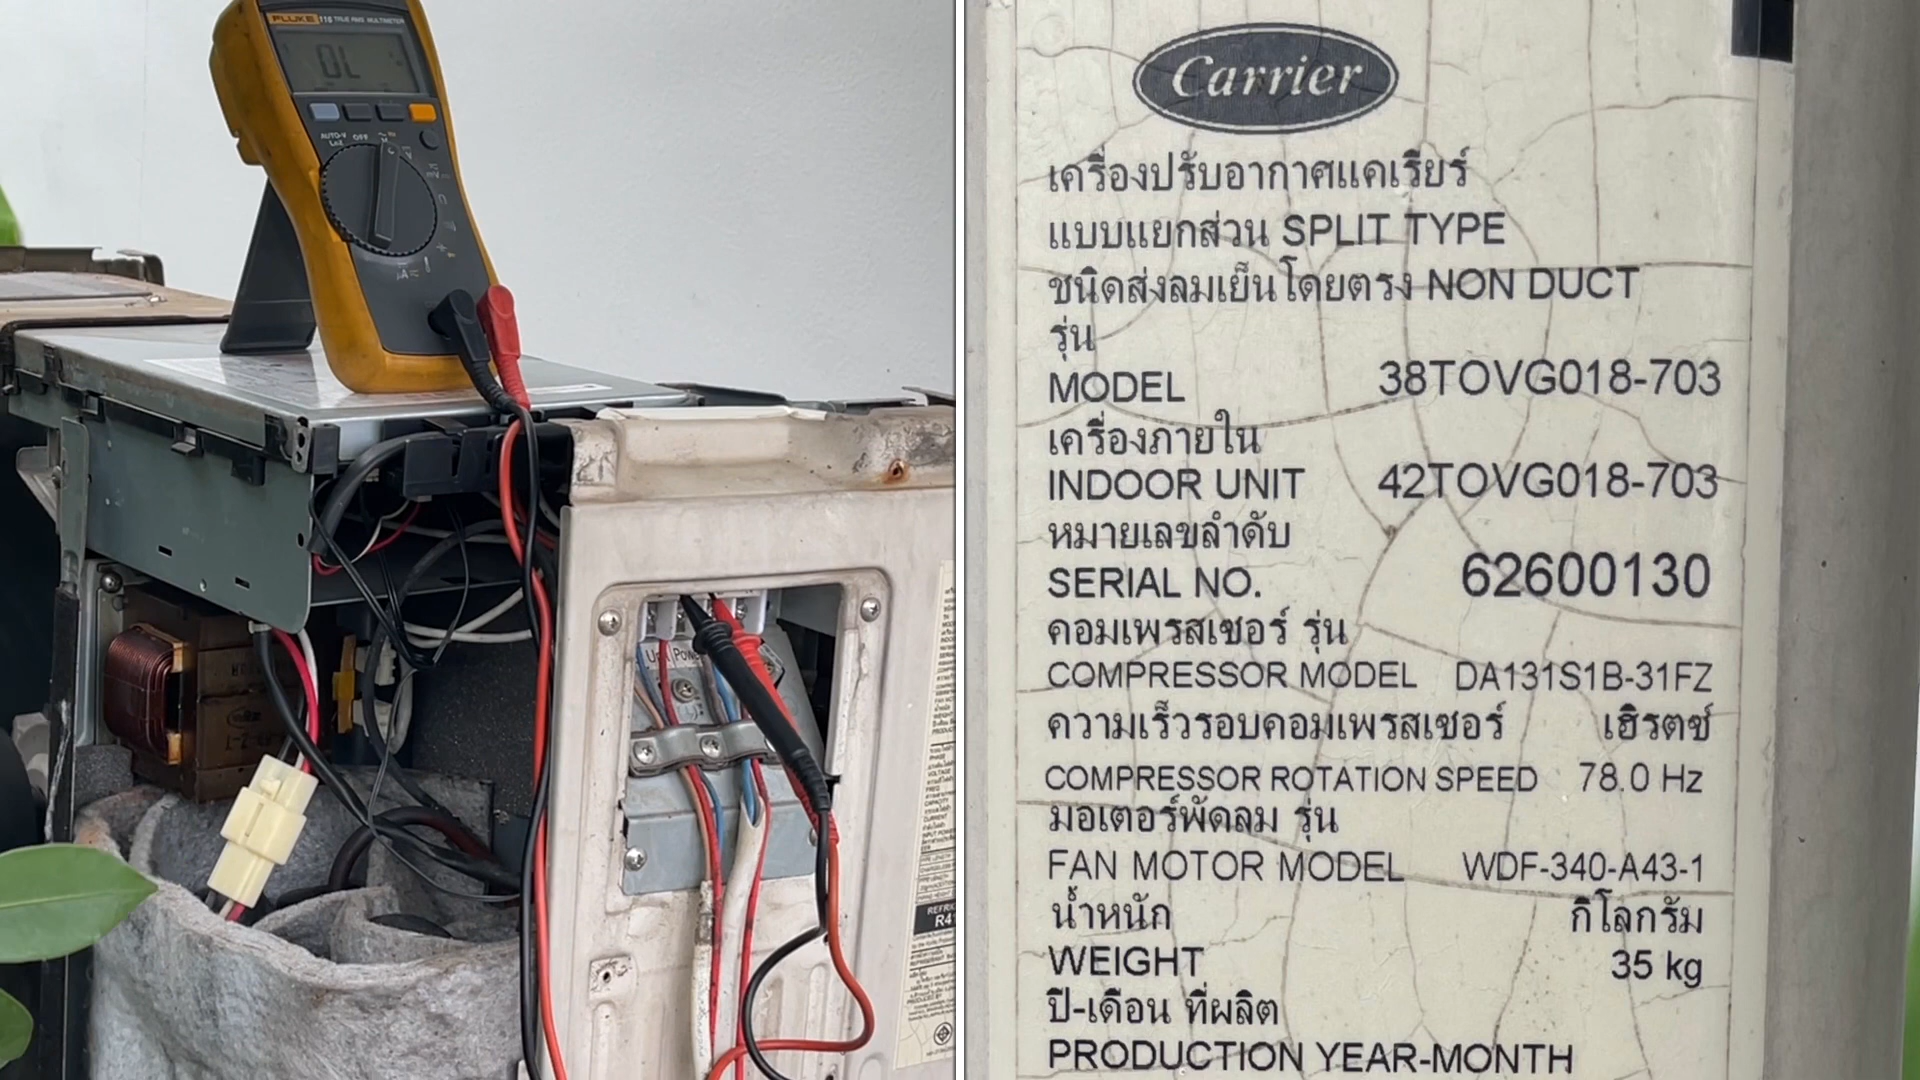 FLUKE 116 TRUE RMS MULTIMETER
OL
AUTO-V
LoZ
OFF
Carrier
เครื่องปรับอากาศแคเรียร์
แบบแยกส่วน SPLIT TYPE
ชนิดส่งลมเย็นโดยตรง NON DUCT
รุ่น
MODEL 38TOVG018-703
เครื่องภายใน
INDOOR UNIT 42TOVG018-703
หมายเลขลำดับ
SERIAL NO. 62600130
คอมเพรสเซอร์ รุ่น
COMPRESSOR MODEL DA131S1B-31FZ
ความเร็วรอบคอมเพรสเซอร์ เฮิรตซ์
COMPRESSOR ROTATION SPEED 78.0 Hz
มอเตอร์พัดลม รุ่น
FAN MOTOR MODEL WDF-340-A43-1
น้ำหนัก กิโลกรัม
WEIGHT 35 kg
ปี-เดือน ที่ผลิต
PRODUCTION YEAR-MONTH